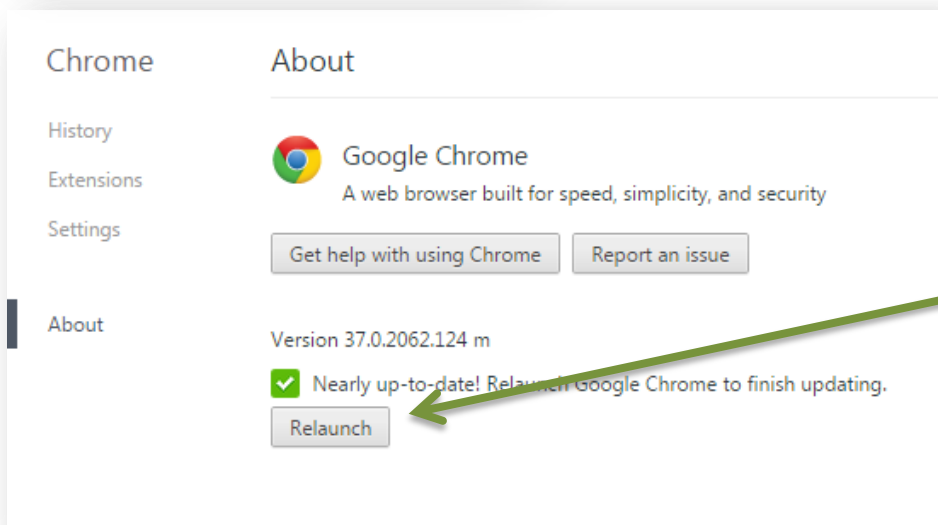 Chrome
History
Extensions
Settings
About
About
Google Chrome
A web browser built for speed, simplicity, and security
Get help with using Chrome
Report an issue
Version 37.0.2062.124 m
Nearly up-to-date! Relaunch Google Chrome to finish updating.
Relaunch